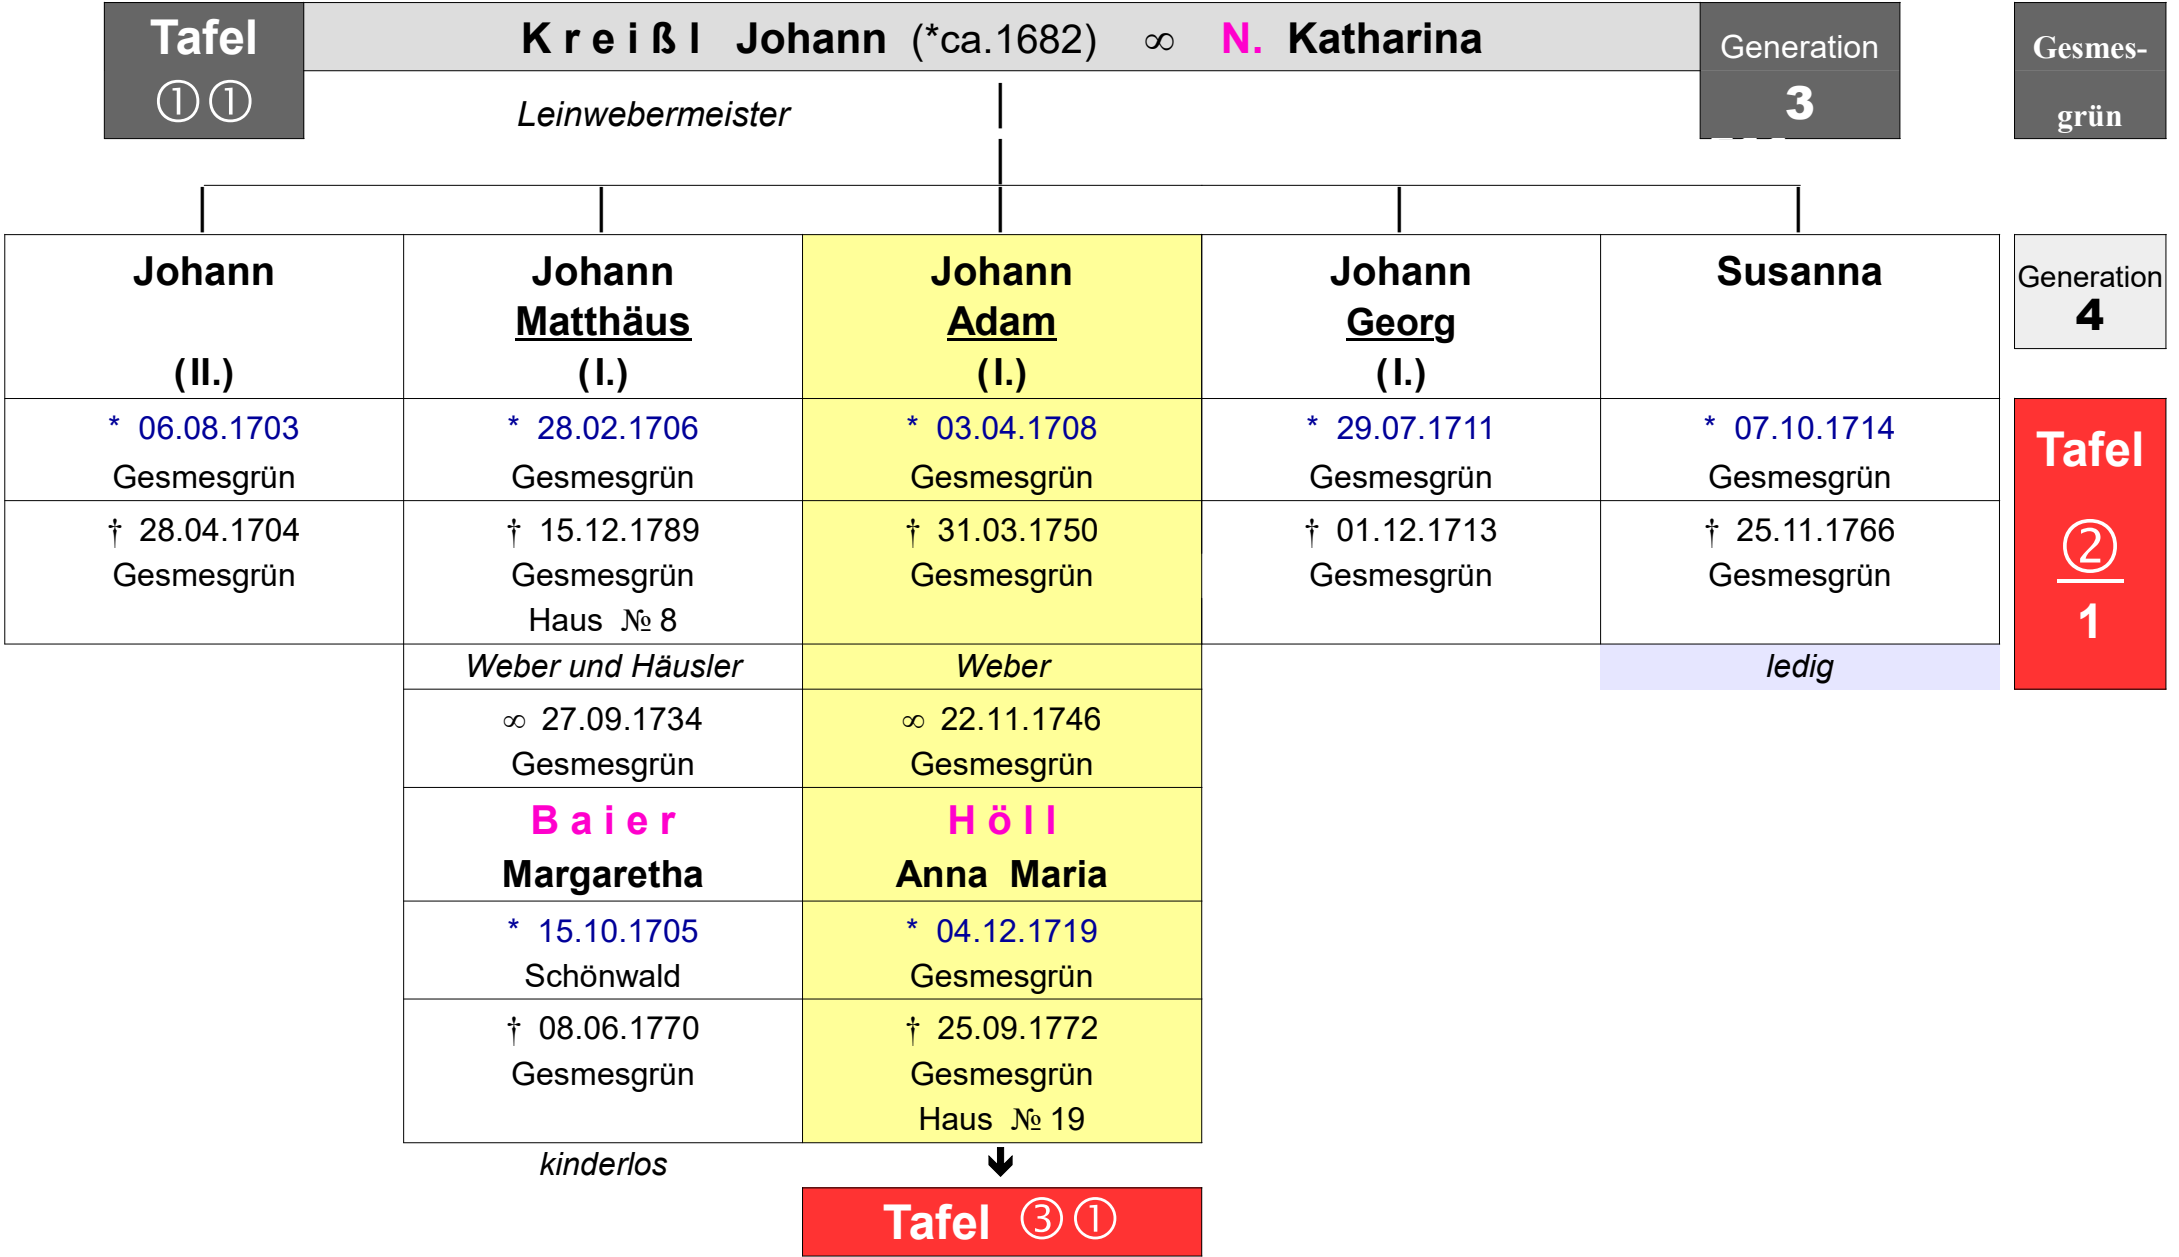 Tafel
①①
K r e i ß l Johann (*ca.1682) ∞ N. Katharina
Generation
3
Gesmes-
grün
Leinwebermeister
Johann
(II.)
* 06.08.1703
Gesmesgrün
† 28.04.1704
Gesmesgrün
Johann
Matthäus
(I.)
* 28.02.1706
Gesmesgrün
† 15.12.1789
Gesmesgrün
Haus № 8
Weber und Häusler
∞ 27.09.1734
Gesmesgrün
B a i e r
Margaretha
* 15.10.1705
Schönwald
† 08.06.1770
Gesmesgrün
kinderlos
Johann
Adam
(I.)
* 03.04.1708
Gesmesgrün
† 31.03.1750
Gesmesgrün
Weber
∞ 22.11.1746
Gesmesgrün
H ö l l
Anna Maria
* 04.12.1719
Gesmesgrün
† 25.09.1772
Gesmesgrün
Haus № 19
Tafel ③①
Johann
Georg
(I.)
* 29.07.1711
Gesmesgrün
† 01.12.1713
Gesmesgrün
Susanna
* 07.10.1714
Gesmesgrün
† 25.11.1766
Gesmesgrün
ledig
Generation
4
Tafel
②
1